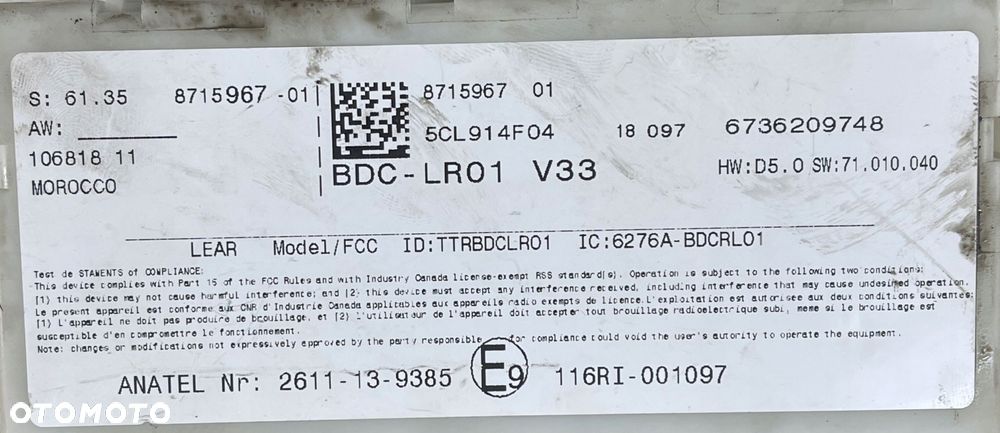 S: 61.35 8715967 -01
AW: ________
106818 11
MOROCCO
8715967 01
5CL914F04 18 097 6736209748
BDC-LR01 V33 HW:D5.0 SW:71.010.040
LEAR Model/FCC ID:TTRBDCLR01 IC:6276A-BDCRL01
Test de STAMENTS of COMPLIANCE:
This device complies with Part 15 of the FCC Rules and with Industry Canada license-exempt RSS standard(s). Operation is subject to the following two conditions:
[1) this device may not cause harmful interference; and (2) this device must accept any interference received, including interference that may cause undesired operation.
Le present appareil est conforme aux CNR d'Industrie Canada applicables aux appareils radio exempts de licence.L'exploitation est autorisee aux deux conditions suivantes:
[1) L'appareil ne doit pas produire de brouillage, et [2) L'utilisateur de l'appareil doit accepter tout brouillage radioelectrique subi, meme si le brouillage est
susceptible d'en compromettre le fonctionnement.
Note: changes or modifications not expressively approved by the party responsible for compliance could void the user's authority to operate the equipment.
ANATEL Nr: 2611-13-9385 E9 116RI-001097
OTOMOTO